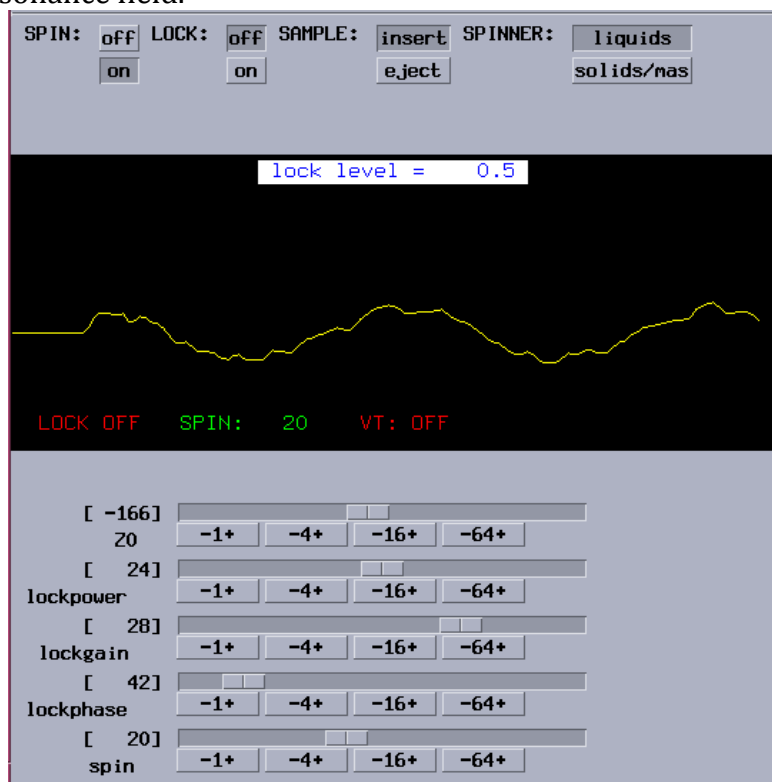 sonance field.
SPIN: off LOCK: off SAMPLE: insert SPINNER: liquids
on on eject solids/mas
lock level = 0.5
LOCK OFF SPIN: 20 VT: OFF
[ -166]
Z0 -1+ -4+ -16+ -64+
[ 24]
lockpower -1+ -4+ -16+ -64+
[ 28]
lockgain -1+ -4+ -16+ -64+
[ 42]
lockphase -1+ -4+ -16+ -64+
[ 20]
spin -1+ -4+ -16+ -64+